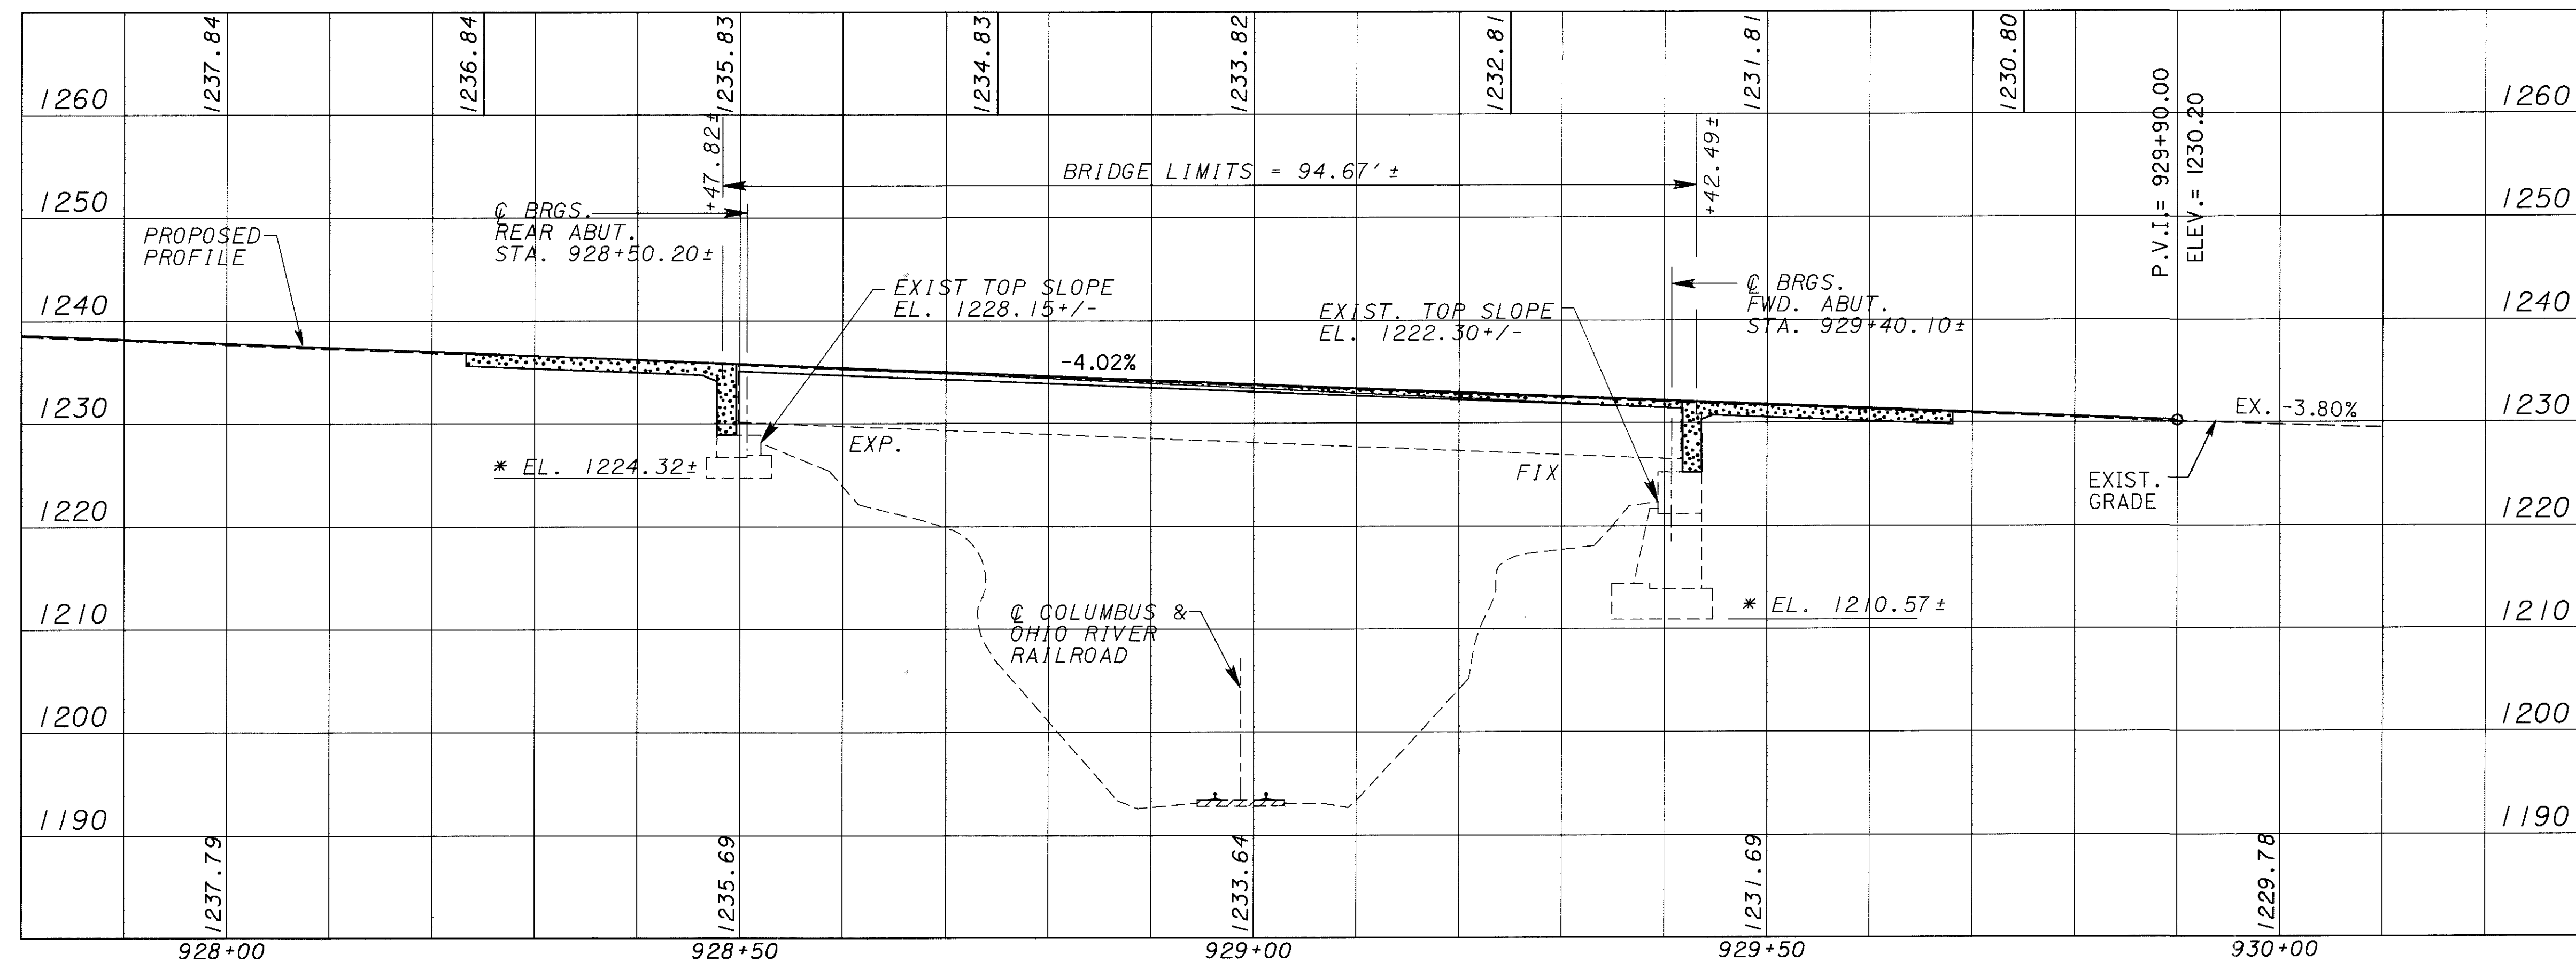 1237.84
1236.84
1235.83
1234.83
1233.82
1232.81
1231.81
1230.80
P.V.I.= 929+90.00
ELEV.= 1230.20
1260
1260
+47.82±
BRIDGE LIMITS = 94.67'±
+42.49±
1250
1250
℄ BRGS.
REAR ABUT.
STA. 928+50.20±
PROPOSED
PROFILE
EXIST TOP SLOPE
EL. 1228.15+/-
EXIST. TOP SLOPE
EL. 1222.30+/-
℄ BRGS.
FWD. ABUT.
STA. 929+40.10±
1240
1240
-4.02%
1230
1230
EX. -3.80%
EXP.
FIX
* EL. 1224.32±
EXIST.
GRADE
1220
1220
℄ COLUMBUS &
OHIO RIVER
RAILROAD
* EL. 1210.57±
1210
1210
1200
1200
1190
1190
1237.79
1235.69
1233.64
1231.69
1229.78
928+00
928+50
929+00
929+50
930+00